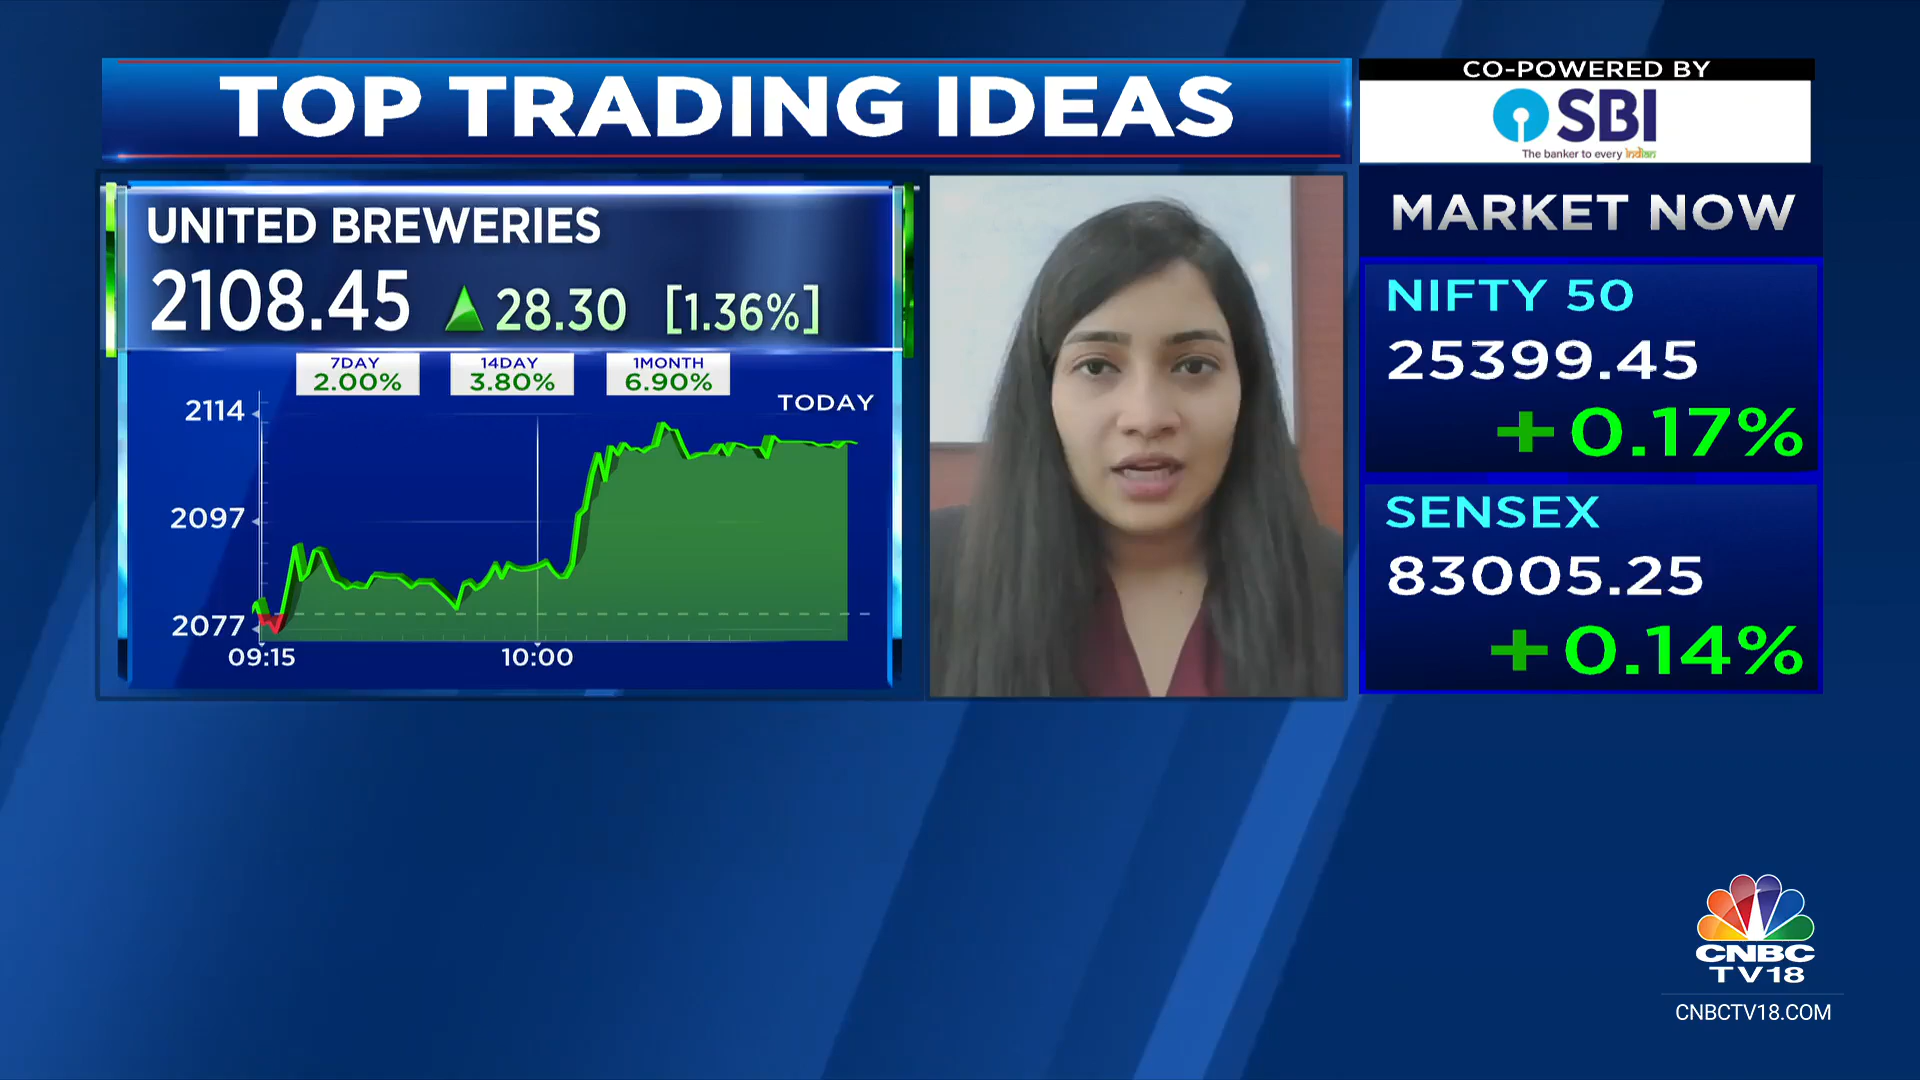 TOP TRADING IDEAS
CO-POWERED BY
SBI
The banker to every Indian
UNITED BREWERIES
2108.45 28.30 [1.36%]
7DAY 14DAY 1MONTH
2.00% 3.80% 6.90%
TODAY
2114
2097
2077
09:15 10:00
MARKET NOW
NIFTY 50
25399.45
+0.17%
SENSEX
83005.25
+0.14%
CNBC
TV18
CNBCTV18.COM